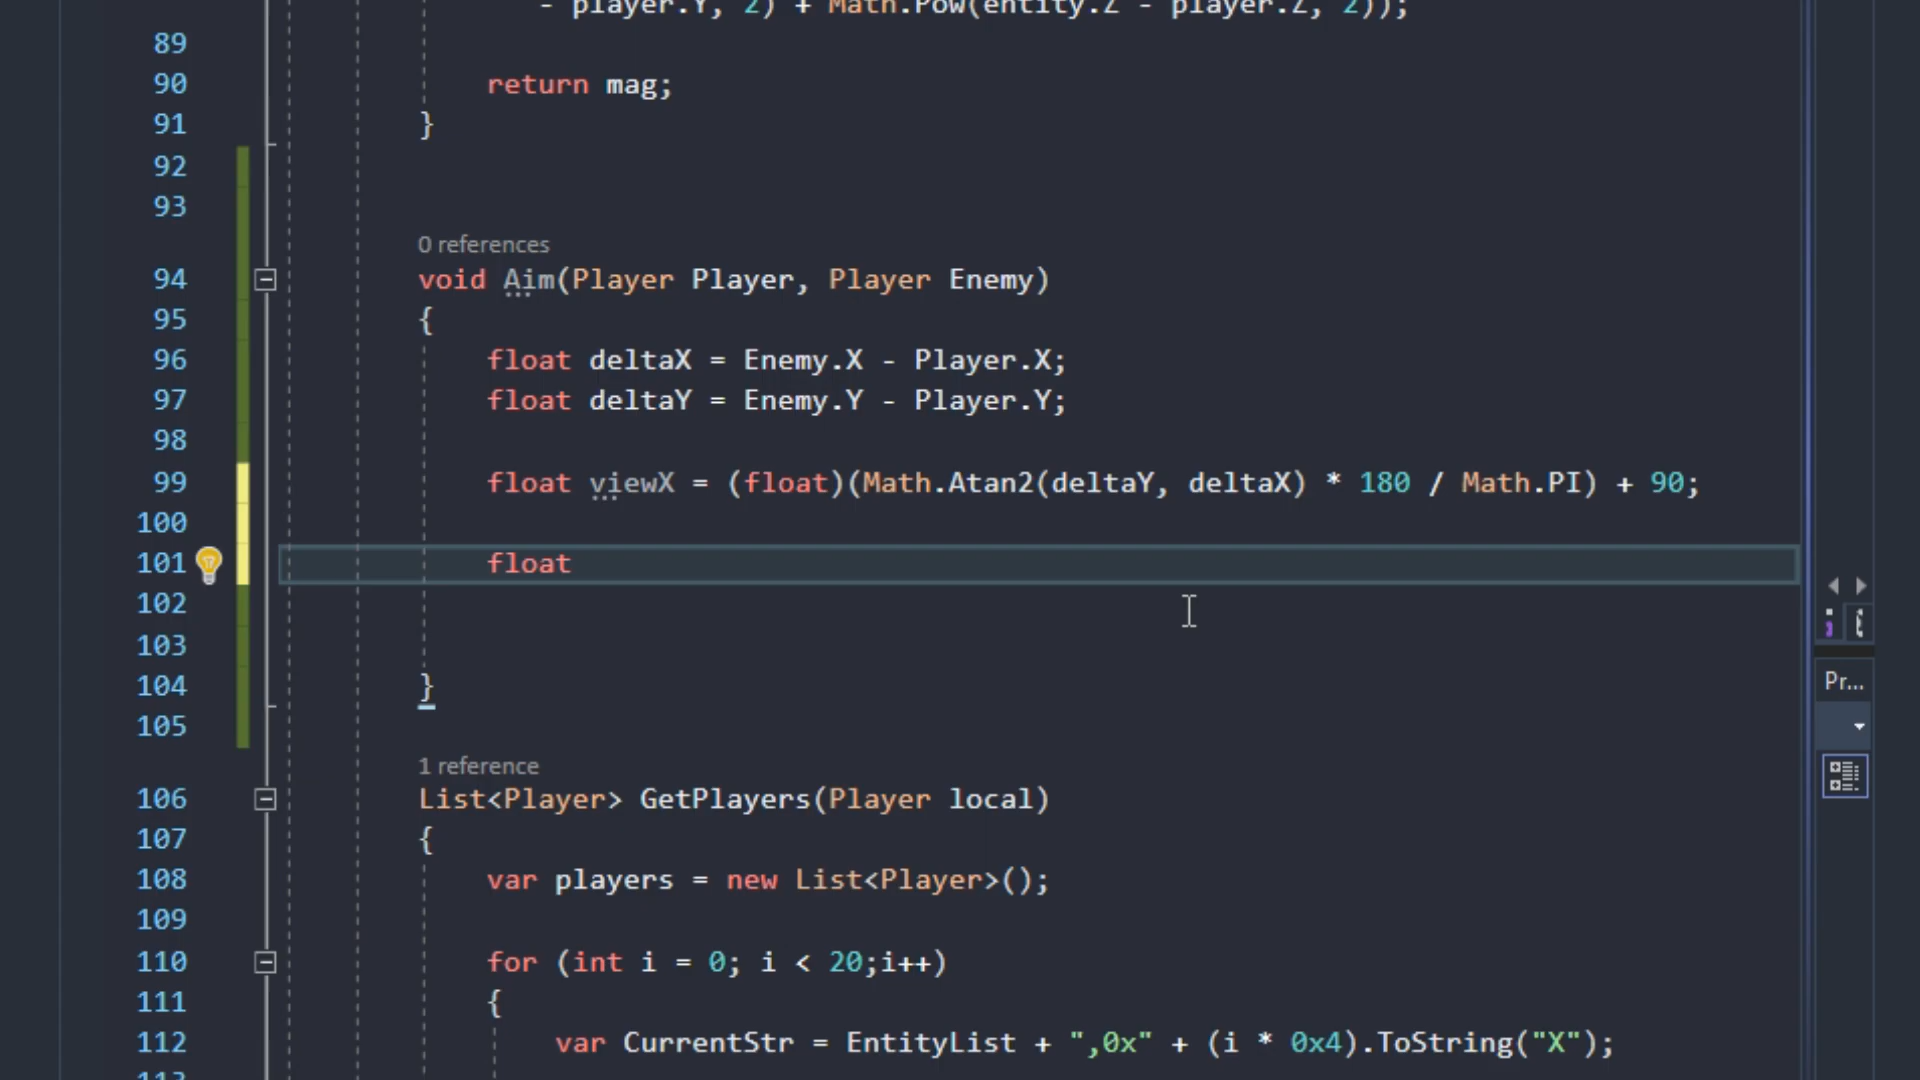 - player.Y, 2) + Math.Pow(entity.Z - player.Z, 2));
89
90 return mag;
91 }
92
93
0 references
94 void Aim(Player Player, Player Enemy)
95 {
96 float deltaX = Enemy.X - Player.X;
97 float deltaY = Enemy.Y - Player.Y;
98
99 float viewX = (float)(Math.Atan2(deltaY, deltaX) * 180 / Math.PI) + 90;
100
101 float
102
103
104 }
105
1 reference
106 List<Player> GetPlayers(Player local)
107 {
108 var players = new List<Player>();
109
110 for (int i = 0; i < 20;i++)
111 {
112 var CurrentStr = EntityList + ",0x" + (i * 0x4).ToString("X");
113
Pr...